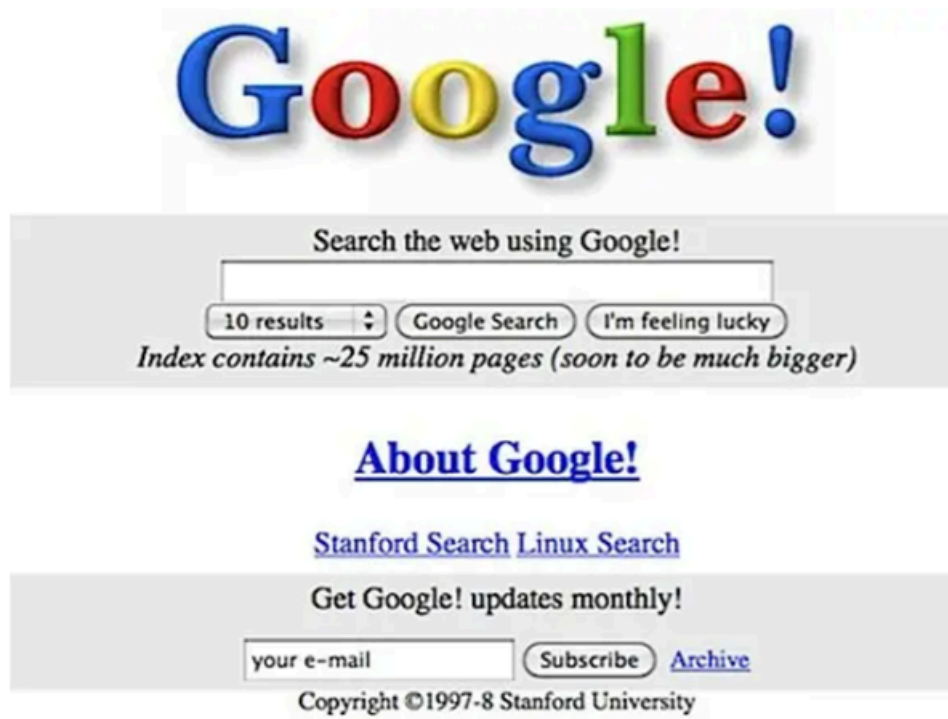 Google!
Search the web using Google!
10 results Google Search I'm feeling lucky
Index contains ~25 million pages (soon to be much bigger)
About Google!
Stanford Search Linux Search
Get Google! updates monthly!
your e-mail Subscribe Archive
Copyright ©1997-8 Stanford University